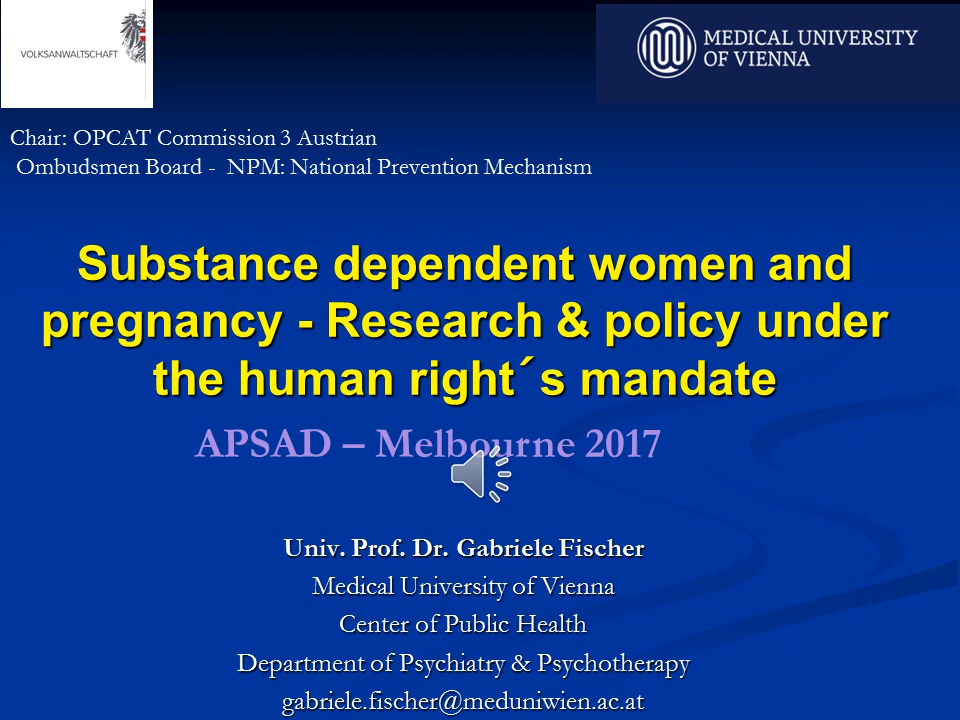 VOLKSANWALTSCHAFT
MEDICAL UNIVERSITY
OF VIENNA
Chair: OPCAT Commission 3 Austrian
Ombudsmen Board - NPM: National Prevention Mechanism
Substance dependent women and
pregnancy - Research & policy under
the human right´s mandate
APSAD – Melbourne 2017
Univ. Prof. Dr. Gabriele Fischer
Medical University of Vienna
Center of Public Health
Department of Psychiatry & Psychotherapy
gabriele.fischer@meduniwien.ac.at